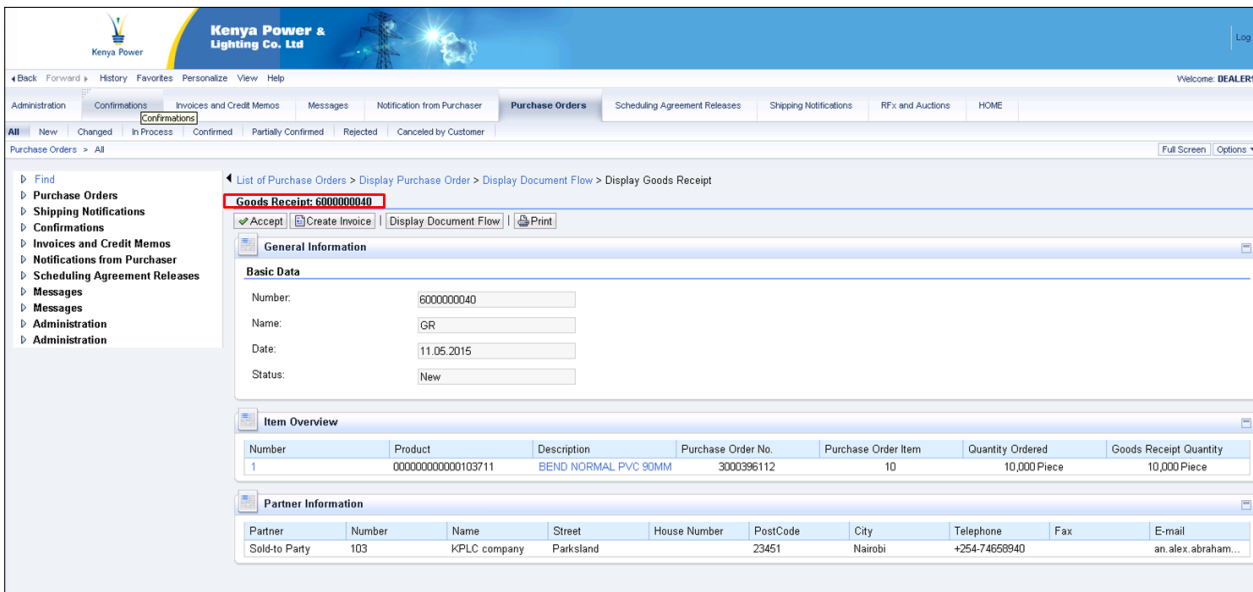 Kenya Power &
Lighting Co. Ltd
Kenya Power
Log
Back Forward History Favorites Personalize View Help
Welcome: DEALER
Administration Confirmations Invoices and Credit Memos Messages Notification from Purchaser Purchase Orders Scheduling Agreement Releases Shipping Notifications RFx and Auctions HOME
Confirmations
All New Changed In Process Confirmed Partially Confirmed Rejected Canceled by Customer
Purchase Orders > All
Full Screen Options
Find
Purchase Orders
Shipping Notifications
Confirmations
Invoices and Credit Memos
Notifications from Purchaser
Scheduling Agreement Releases
Messages
Messages
Administration
Administration
List of Purchase Orders > Display Purchase Order > Display Document Flow > Display Goods Receipt
Goods Receipt: 6000000040
Accept Create Invoice | Display Document Flow | Print
General Information
Basic Data
Number: 6000000040
Name: GR
Date: 11.05.2015
Status: New
Item Overview
Number Product Description Purchase Order No. Purchase Order Item Quantity Ordered Goods Receipt Quantity
1 000000000000103711 BEND NORMAL PVC 90MM 3000396112 10 10,000 Piece 10,000 Piece
Partner Information
Partner Number Name Street House Number PostCode City Telephone Fax E-mail
Sold-to Party 103 KPLC company Parksland 23451 Nairobi +254-74658940 an.alex.abraham...